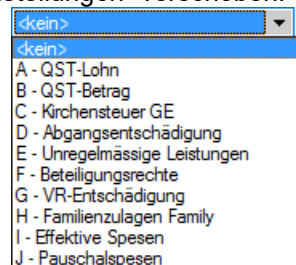 <kein>
<kein>
A - QST-Lohn
B - QST-Betrag
C - Kirchensteuer GE
D - Abgangsentschädigung
E - Unregelmässige Leistungen
F - Beteiligungsrechte
G - VR-Entschädigung
H - Familienzulagen Family
I - Effektive Spesen
J - Pauschalspesen